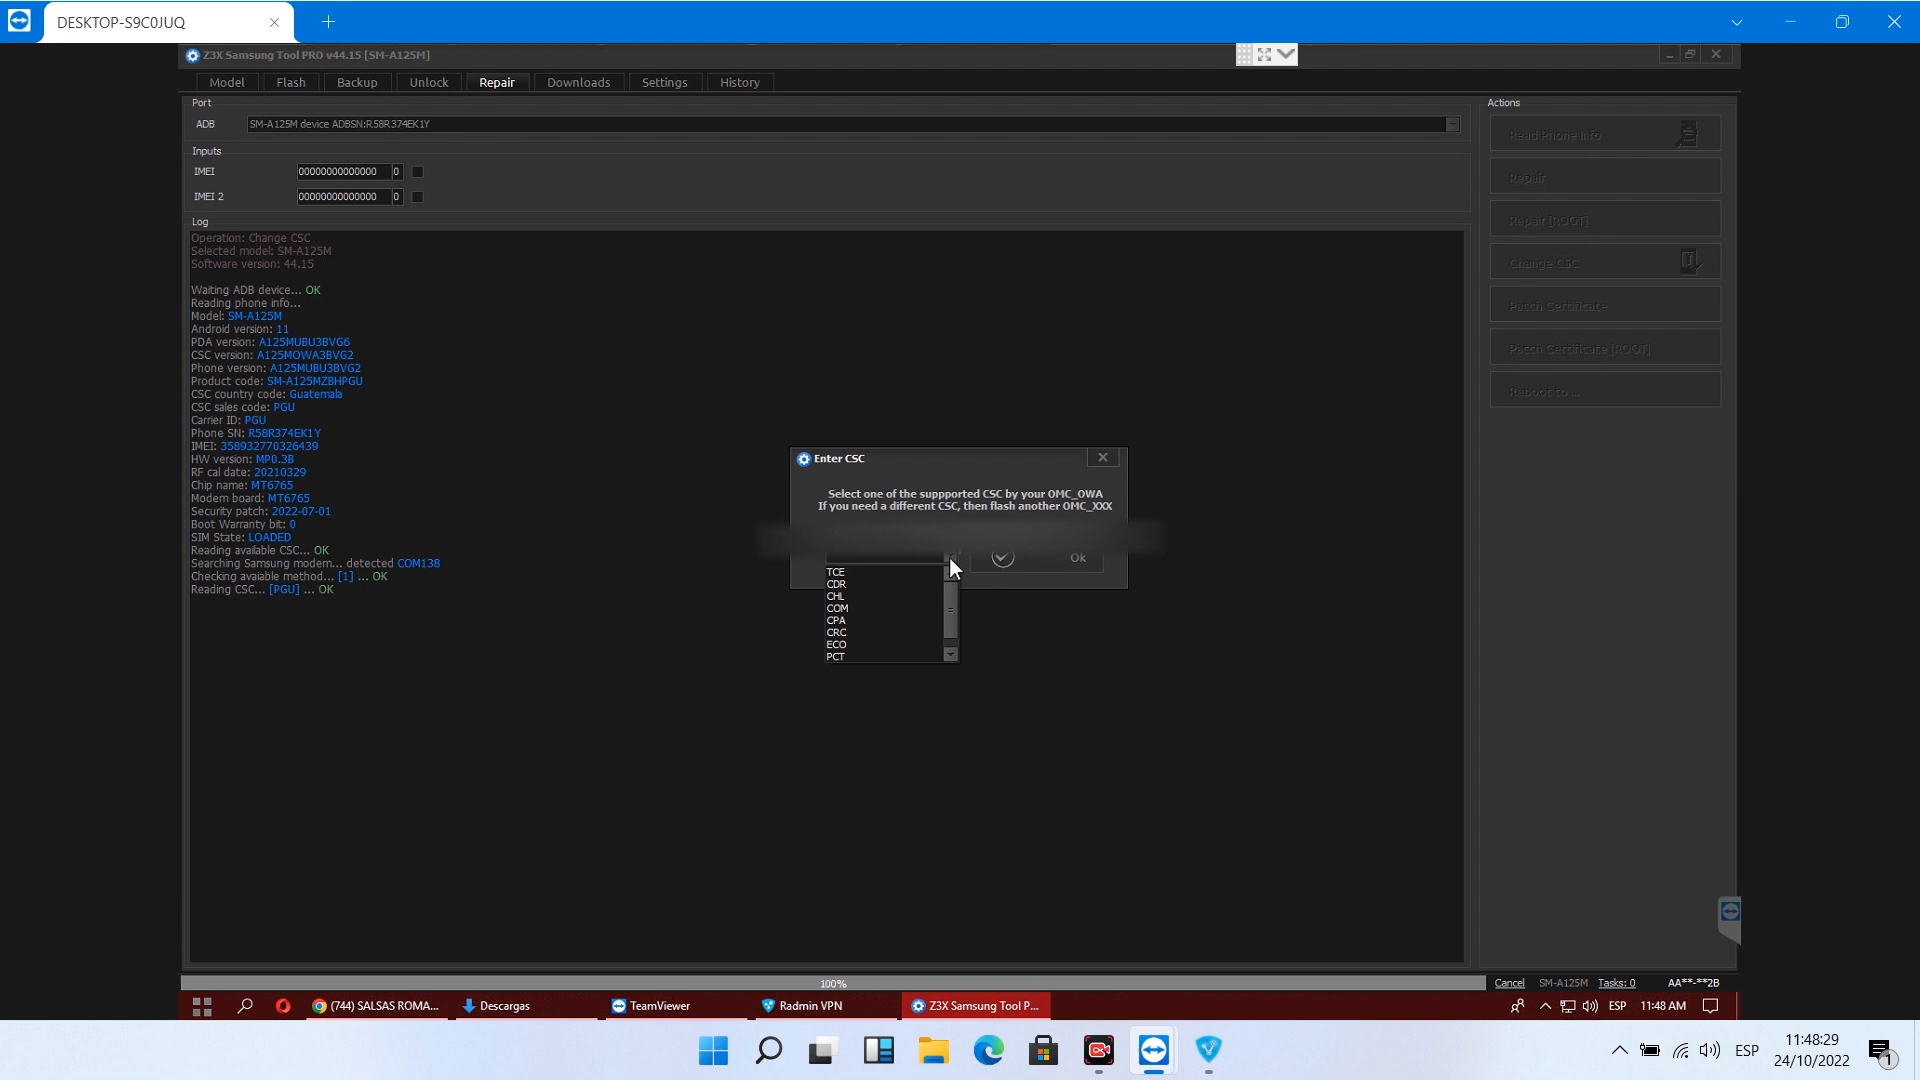 DESKTOP-S9C0JUQ
Z3X Samsung Tool PRO v44.15 [SM-A125M]
Model Flash Backup Unlock Repair Downloads Settings History
Port
ADB SM-A125M device ADBSN:R58R374EK1Y
Inputs
IMEI 00000000000000 0
IMEI 2 00000000000000 0
Log
Operation: Change CSC
Selected model: SM-A125M
Software version: 44.15
Waiting ADB device... OK
Reading phone info...
Model: SM-A125M
Android version: 11
PDA version: A125MUBU3BVG6
CSC version: A125MOWA3BVG2
Phone version: A125MUBU3BVG2
Product code: SM-A125MZBHPGU
CSC country code: Guatemala
CSC sales code: PGU
Carrier ID: PGU
Phone SN: R58R374EK1Y
IMEI: 358932770326439
HW version: MP0.3B
RF cal date: 20210329
Chip name: MT6765
Modem board: MT6765
Security patch: 2022-07-01
Boot Warranty bit: 0
SIM State: LOADED
Reading available CSC... OK
Searching Samsung modem... detected COM138
Checking avaiable method... [1] ... OK
Reading CSC... [PGU] ... OK
Enter CSC
Select one of the suppported CSC by your OMC_OWA
If you need a different CSC, then flash another OMC_XXX
Ok
TCE
CDR
CHL
COM
CPA
CRC
ECO
PCT
Actions
Read Phone Info
Repair
Repair [ROOT]
Change CSC
Patch Certificate
Patch Certificate [ROOT]
Reboot to ...
100%
Cancel SM-A125M Tasks: 0 AA**-**2B
(744) SALSAS ROMA... Descargas TeamViewer Radmin VPN Z3X Samsung Tool P... ESP 11:48 AM
ESP 11:48:29
24/10/2022
1